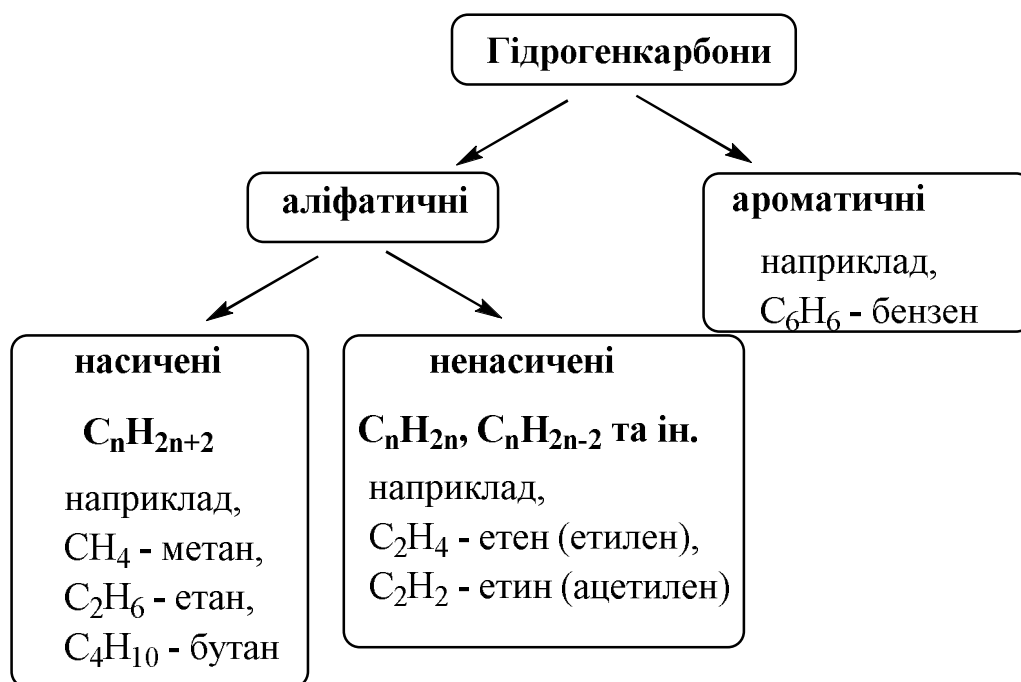 Гідрогенкарбони
аліфатичні
ароматичні
наприклад,
C₆H₆ - бензен
насичені
CₙH₂ₙ₊₂
наприклад,
CH₄ - метан,
C₂H₆ - етан,
C₄H₁₀ - бутан
ненасичені
CₙH₂ₙ, CₙH₂ₙ₋₂ та ін.
наприклад,
C₂H₄ - етен (етилен),
C₂H₂ - етин (ацетилен)